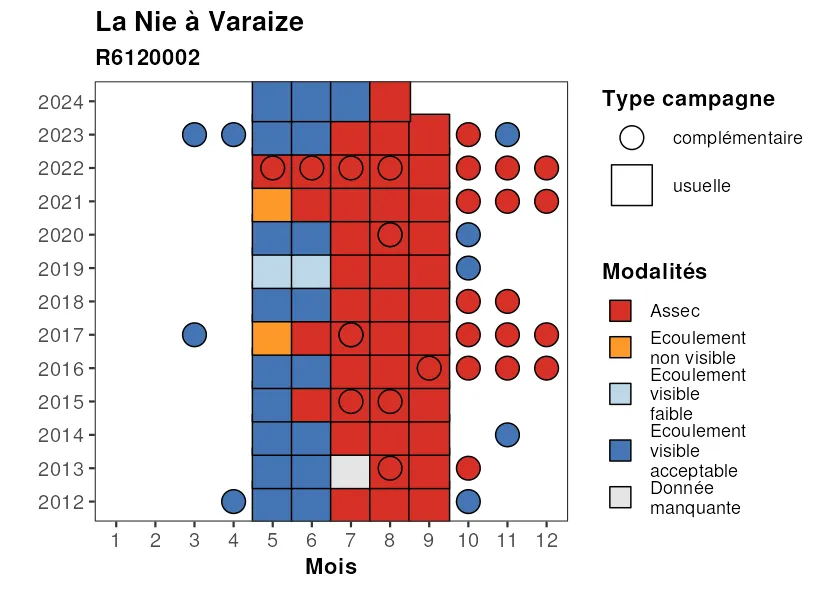 La Nie à Varaize
R6120002
2024
2023
2022
2021
2020
2019
2018
2017
2016
2015
2014
2013
2012
1 2 3 4 5 6 7 8 9 10 11 12
Mois
Type campagne
complémentaire
usuelle
Modalités
Assec
Ecoulement
non visible
Ecoulement
visible
faible
Ecoulement
visible
acceptable
Donnée
manquante